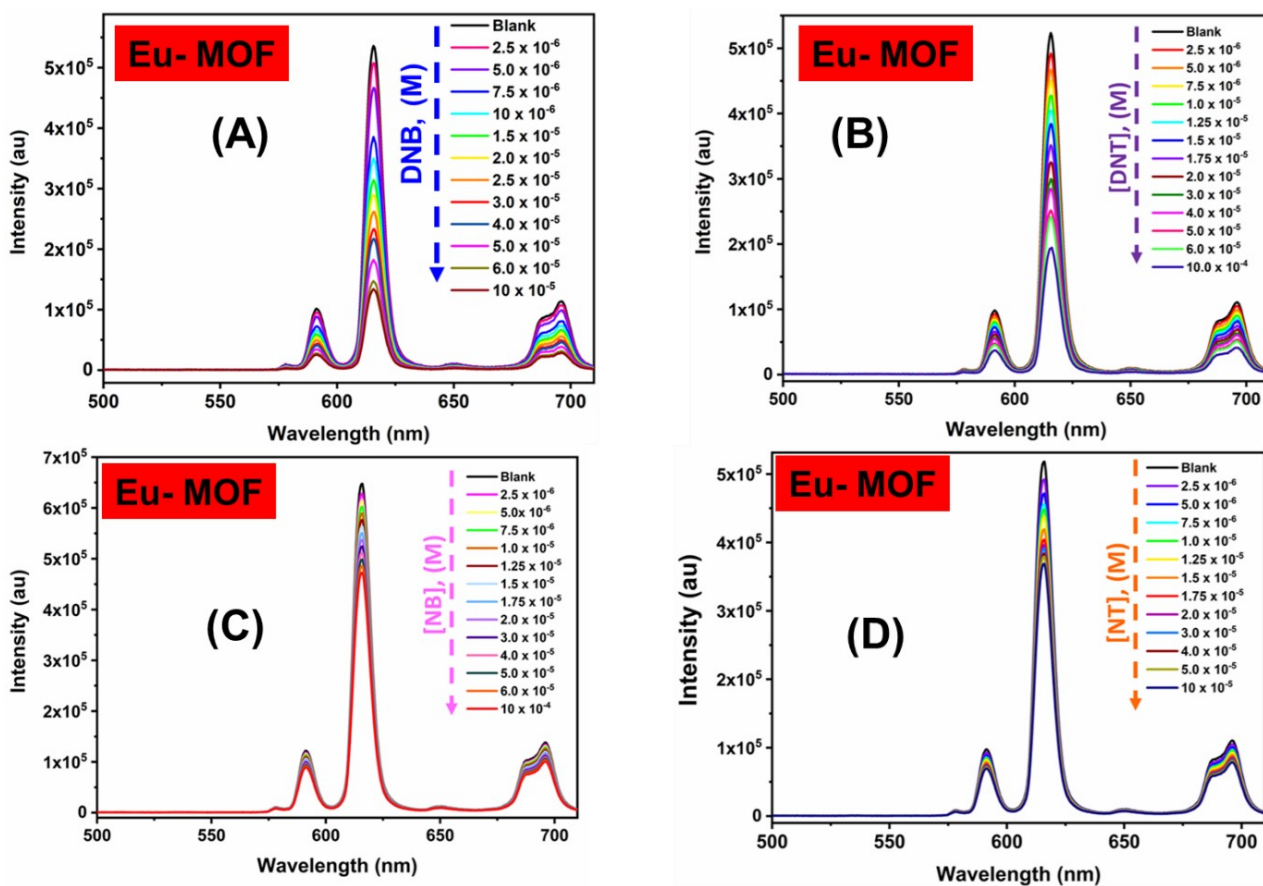 Eu- MOF
(A)
DNB, (M)
Blank
2.5 x 10⁻⁶
5.0 x 10⁻⁶
7.5 x 10⁻⁶
10 x 10⁻⁶
1.5 x 10⁻⁵
2.0 x 10⁻⁵
2.5 x 10⁻⁵
3.0 x 10⁻⁵
4.0 x 10⁻⁵
5.0 x 10⁻⁵
6.0 x 10⁻⁵
10 x 10⁻⁵
Intensity (au)
5x10⁵
4x10⁵
3x10⁵
2x10⁵
1x10⁵
0
500 550 600 650 700
Wavelength (nm)
Eu- MOF
(B)
[DNT], (M)
Blank
2.5 x 10⁻⁶
5.0 x 10⁻⁶
7.5 x 10⁻⁶
1.0 x 10⁻⁵
1.25 x 10⁻⁵
1.5 x 10⁻⁵
1.75 x 10⁻⁵
2.0 x 10⁻⁵
3.0 x 10⁻⁵
4.0 x 10⁻⁵
5.0 x 10⁻⁵
6.0 x 10⁻⁵
10.0 x 10⁻⁴
Intensity (au)
5x10⁵
4x10⁵
3x10⁵
2x10⁵
1x10⁵
0
500 550 600 650 700
Wavelength (nm)
Eu- MOF
(C)
[NB], (M)
Blank
2.5 x 10⁻⁶
5.0x 10⁻⁶
7.5 x 10⁻⁶
1.0 x 10⁻⁵
1.25 x 10⁻⁵
1.5 x 10⁻⁵
1.75 x 10⁻⁵
2.0 x 10⁻⁵
3.0 x 10⁻⁵
4.0 x 10⁻⁵
5.0 x 10⁻⁵
6.0 x 10⁻⁵
10 x 10⁻⁴
Intensity (au)
7x10⁵
6x10⁵
5x10⁵
4x10⁵
3x10⁵
2x10⁵
1x10⁵
0
500 550 600 650 700
Wavelength (nm)
Eu- MOF
(D)
[NT], (M)
Blank
2.5 x 10⁻⁶
5.0 x 10⁻⁶
7.5 x 10⁻⁶
1.0 x 10⁻⁵
1.25 x 10⁻⁵
1.5 x 10⁻⁵
1.75 x 10⁻⁵
2.0 x 10⁻⁵
3.0 x 10⁻⁵
4.0 x 10⁻⁵
5.0 x 10⁻⁵
10 x 10⁻⁵
Intensity (au)
5x10⁵
4x10⁵
3x10⁵
2x10⁵
1x10⁵
0
500 550 600 650 700
Wavelength (nm)